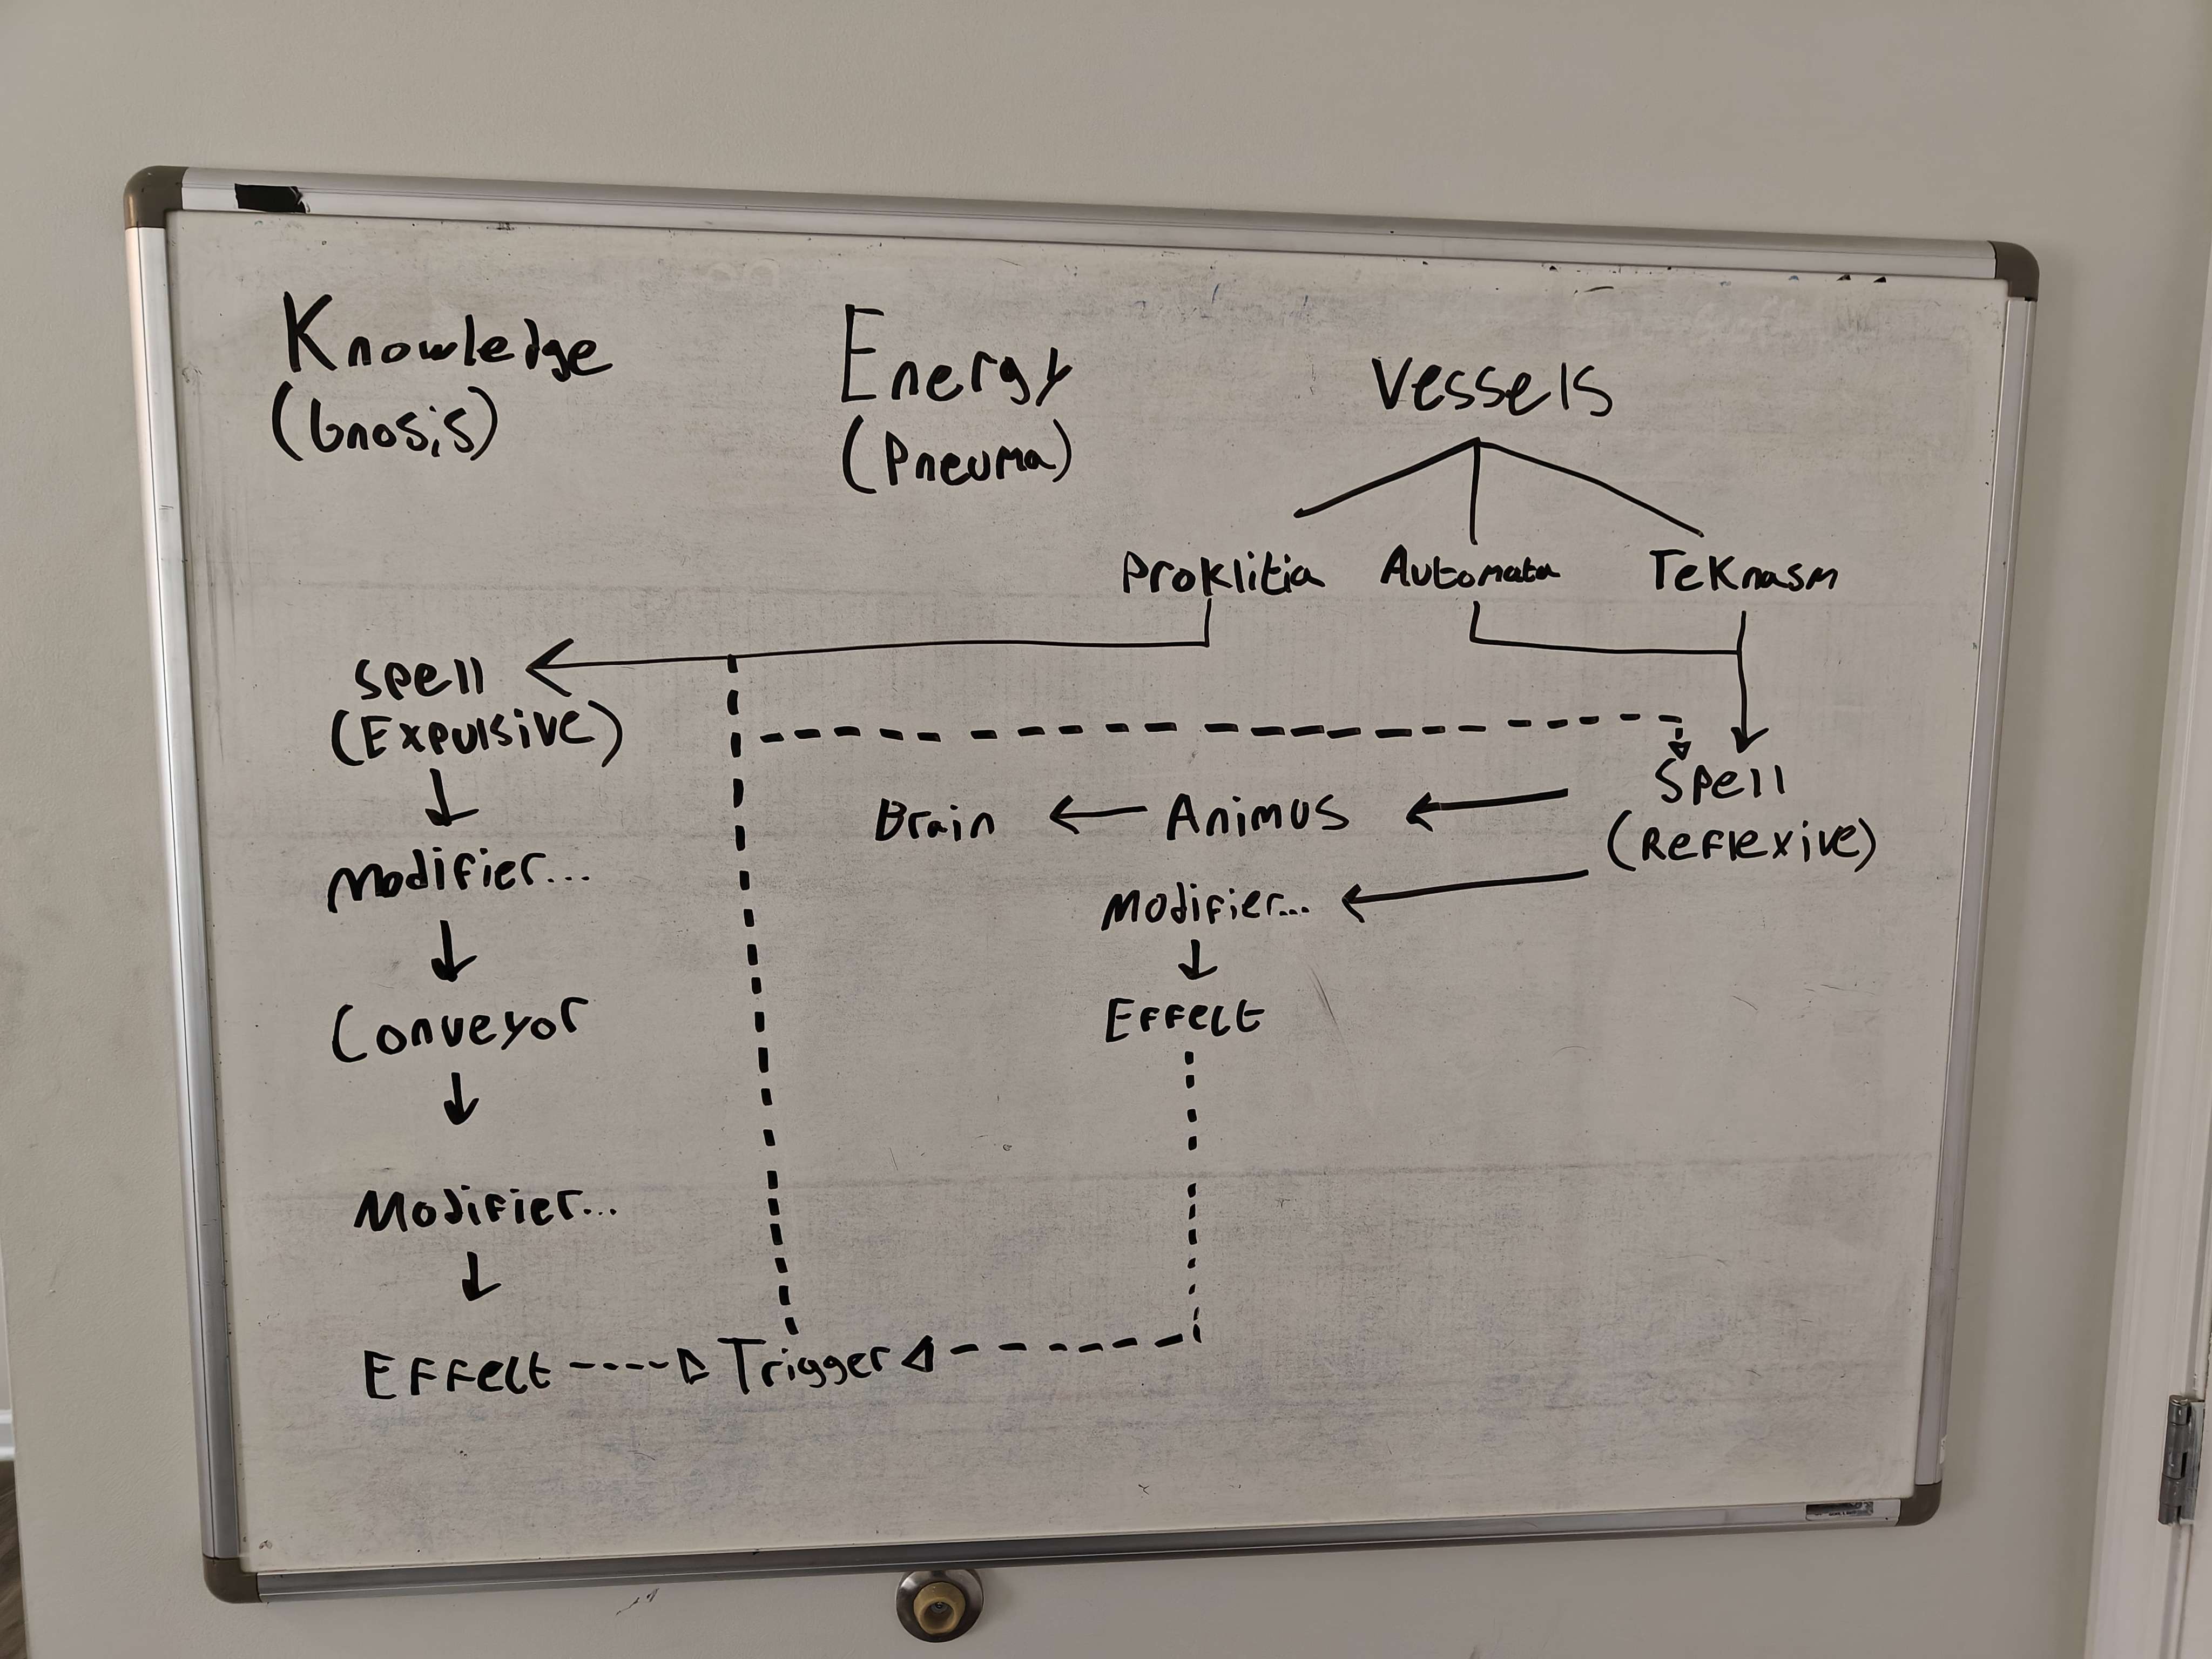 Knowledge
(Gnosis)
Energy
(Pneuma)
Vessels
Proklitia Automata Teknasm
Spell
(Expulsive)
Modifier...
Conveyor
Modifier...
Effect
Trigger
Brain Animus Spell
(Reflexive)
Modifier...
Effect